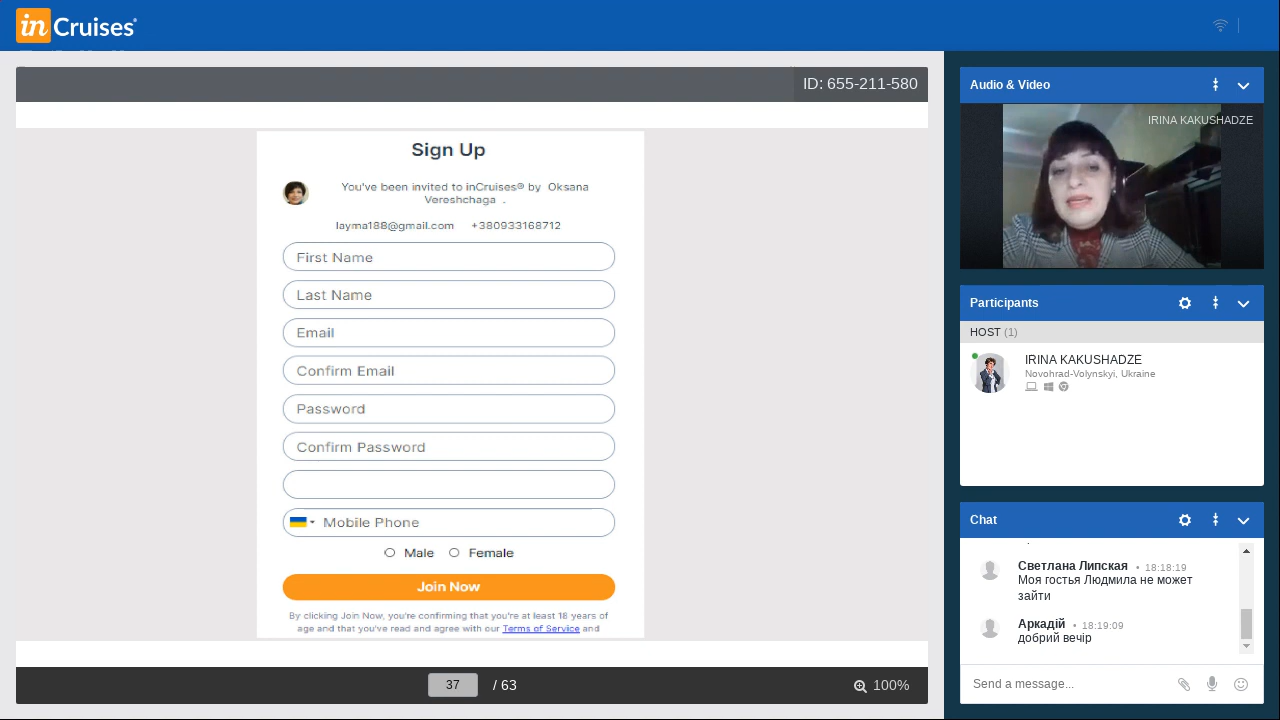 inCruises®
ID: 655-211-580
Sign Up
You've been invited to inCruises® by Oksana
Vereshchaga .
layma188@gmail.com +380933168712
First Name
Last Name
Email
Confirm Email
Password
Confirm Password
Mobile Phone
Male Female
Join Now
By clicking Join Now, you're confirming that you're at least 18 years of
age and that you've read and agree with our Terms of Service and
37 / 63
100%
Audio & Video
IRINA KAKUSHADZE
Participants
HOST (1)
IRINA KAKUSHADZE
Novohrad-Volynskyi, Ukraine
Chat
Светлана Липская • 18:18:19
Моя гостья Людмила не может
зайти
Аркадій • 18:19:09
добрий вечір
Send a message...